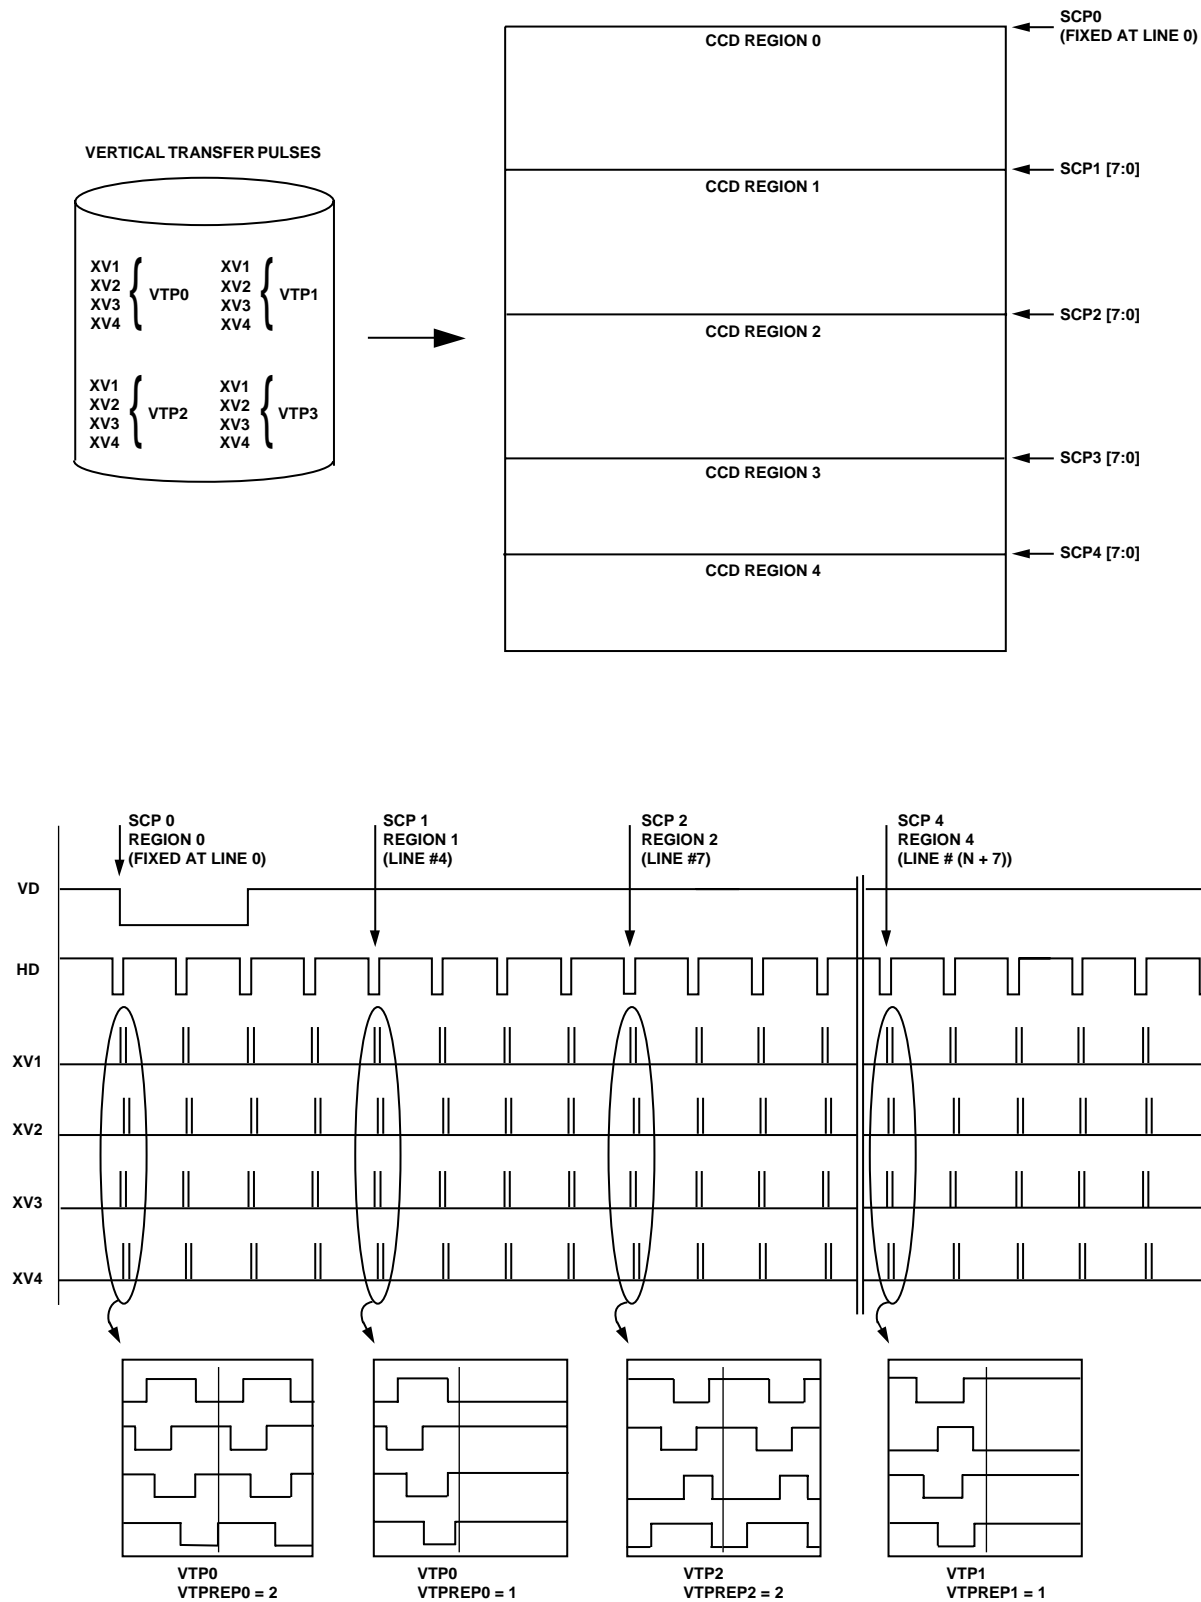 SCP0
(FIXED AT LINE 0)
CCD REGION 0
VERTICAL TRANSFER PULSES
SCP1 [7:0]
CCD REGION 1
XV1
XV2
XV3
XV4
VTP0
XV1
XV2
XV3
XV4
VTP1
SCP2 [7:0]
CCD REGION 2
XV1
XV2
XV3
XV4
VTP2
XV1
XV2
XV3
XV4
VTP3
SCP3 [7:0]
CCD REGION 3
SCP4 [7:0]
CCD REGION 4
SCP 0
REGION 0
(FIXED AT LINE 0)
SCP 1
REGION 1
(LINE #4)
SCP 2
REGION 2
(LINE #7)
SCP 4
REGION 4
(LINE # (N + 7))
VD
HD
XV1
XV2
XV3
XV4
VTP0
VTPREP0 = 2
VTP0
VTPREP0 = 1
VTP2
VTPREP2 = 2
VTP1
VTPREP1 = 1